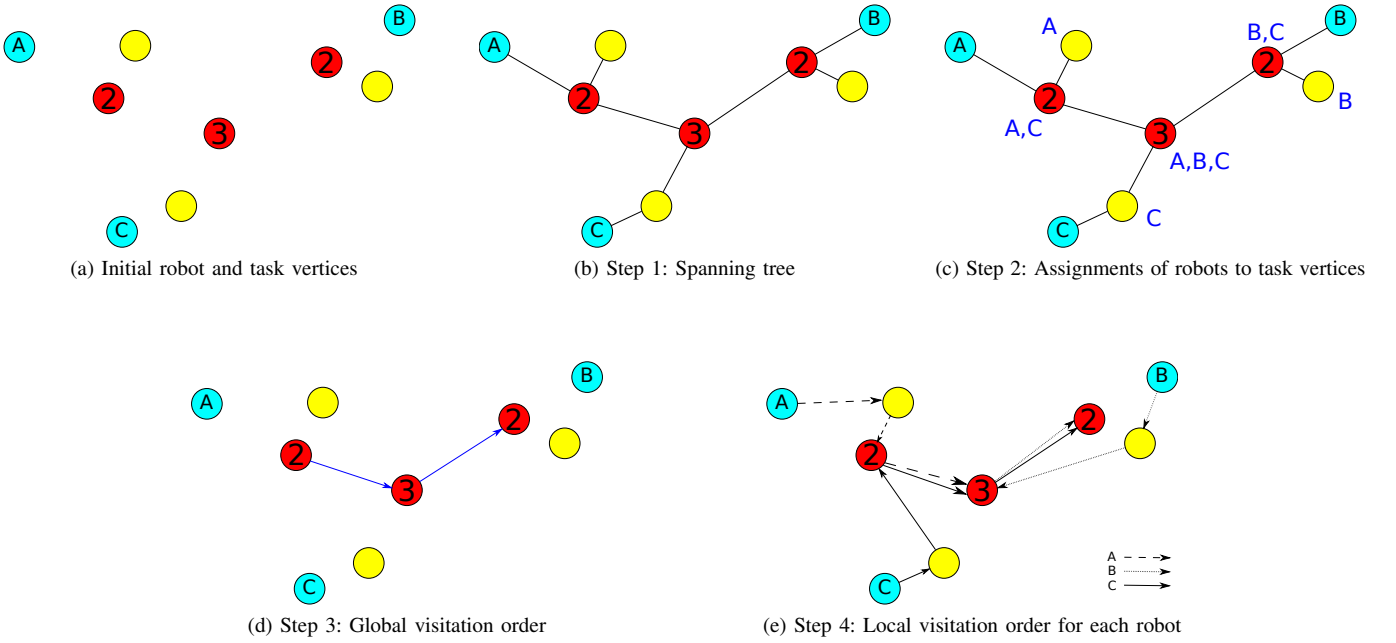 A
2
3
2
B
C
(a) Initial robot and task vertices
A
2
3
2
B
C
(b) Step 1: Spanning tree
A
A
2
A,C
3
A,B,C
B,C
2
B
B
C
C
(c) Step 2: Assignments of robots to task vertices
A
2
3
2
B
C
(d) Step 3: Global visitation order
A
2
3
2
B
C
A
B
C
(e) Step 4: Local visitation order for each robot